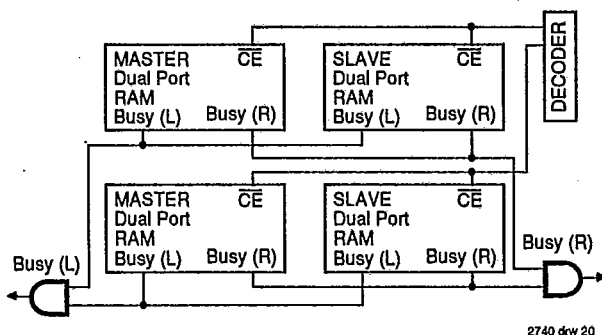 MASTER CE
Dual Port
RAM
Busy (L) Busy (R)
SLAVE CE
Dual Port
RAM
Busy (L) Busy (R)
DECODER
MASTER CE
Dual Port
RAM
Busy (L) Busy (R)
SLAVE CE
Dual Port
RAM
Busy (L) Busy (R)
Busy (L)
Busy (R)
2740 drw 20